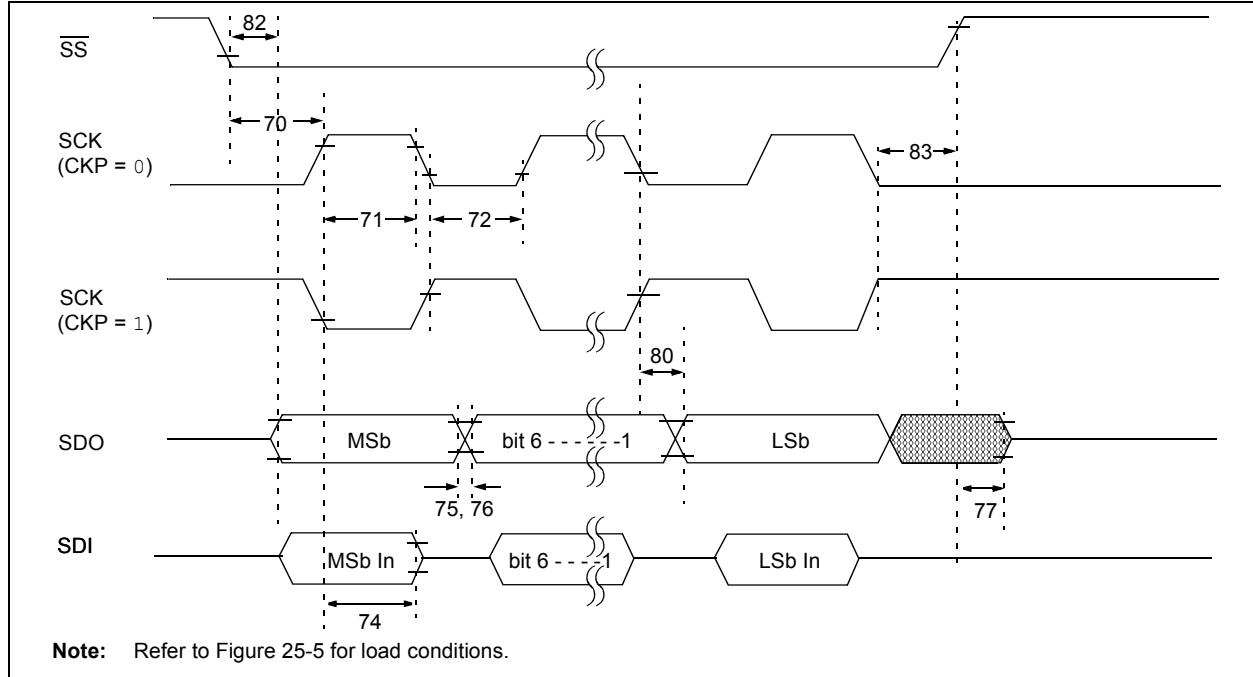 82
SS
70
SCK
(CKP = 0)
83
71
72
SCK
(CKP = 1)
80
SDO
MSb
bit 6 - - - - - -1
LSb
75, 76
77
SDI
MSb In
bit 6 - - - -1
LSb In
74
Note: Refer to Figure 25-5 for load conditions.